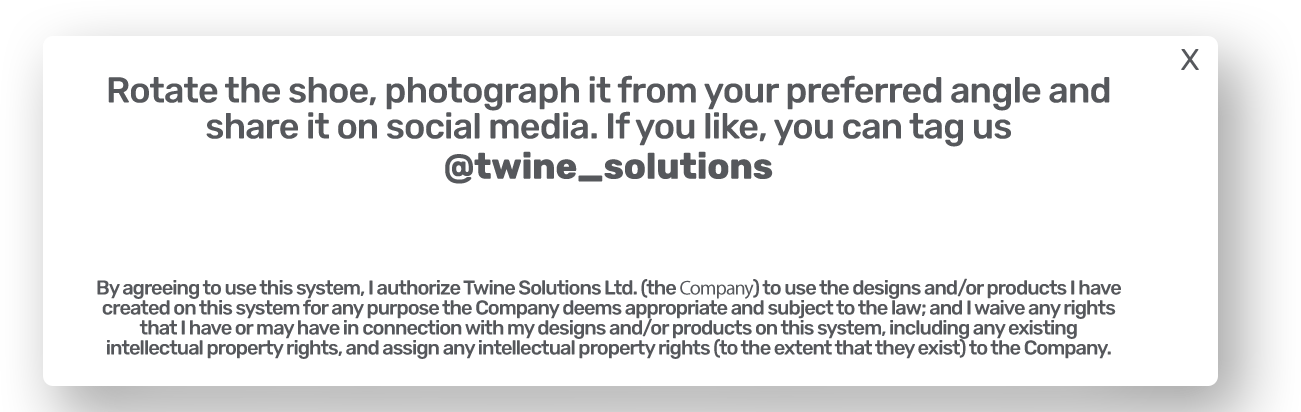 X
Rotate the shoe, photograph it from your preferred angle and
share it on social media. If you like, you can tag us
@twine_solutions
By agreeing to use this system, I authorize Twine Solutions Ltd. (the Company) to use the designs and/or products I have
created on this system for any purpose the Company deems appropriate and subject to the law; and I waive any rights
that I have or may have in connection with my designs and/or products on this system, including any existing
intellectual property rights, and assign any intellectual property rights (to the extent that they exist) to the Company.